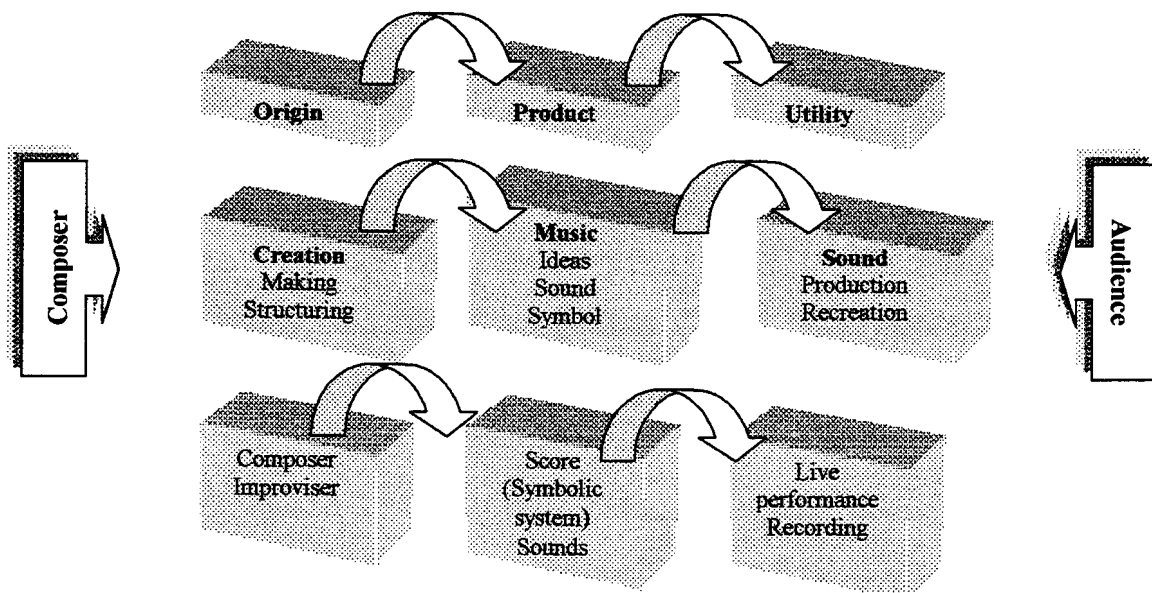 Origin
Product
Utility
Composer
Creation
Making
Structuring
Music
Ideas
Sound
Symbol
Sound
Production
Recreation
Audience
Composer
Improviser
Score
(Symbolic
system)
Sounds
Live
performance
Recording